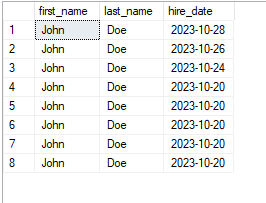 first_name last_name hire_date
1 John Doe 2023-10-28
2 John Doe 2023-10-26
3 John Doe 2023-10-24
4 John Doe 2023-10-20
5 John Doe 2023-10-20
6 John Doe 2023-10-20
7 John Doe 2023-10-20
8 John Doe 2023-10-20